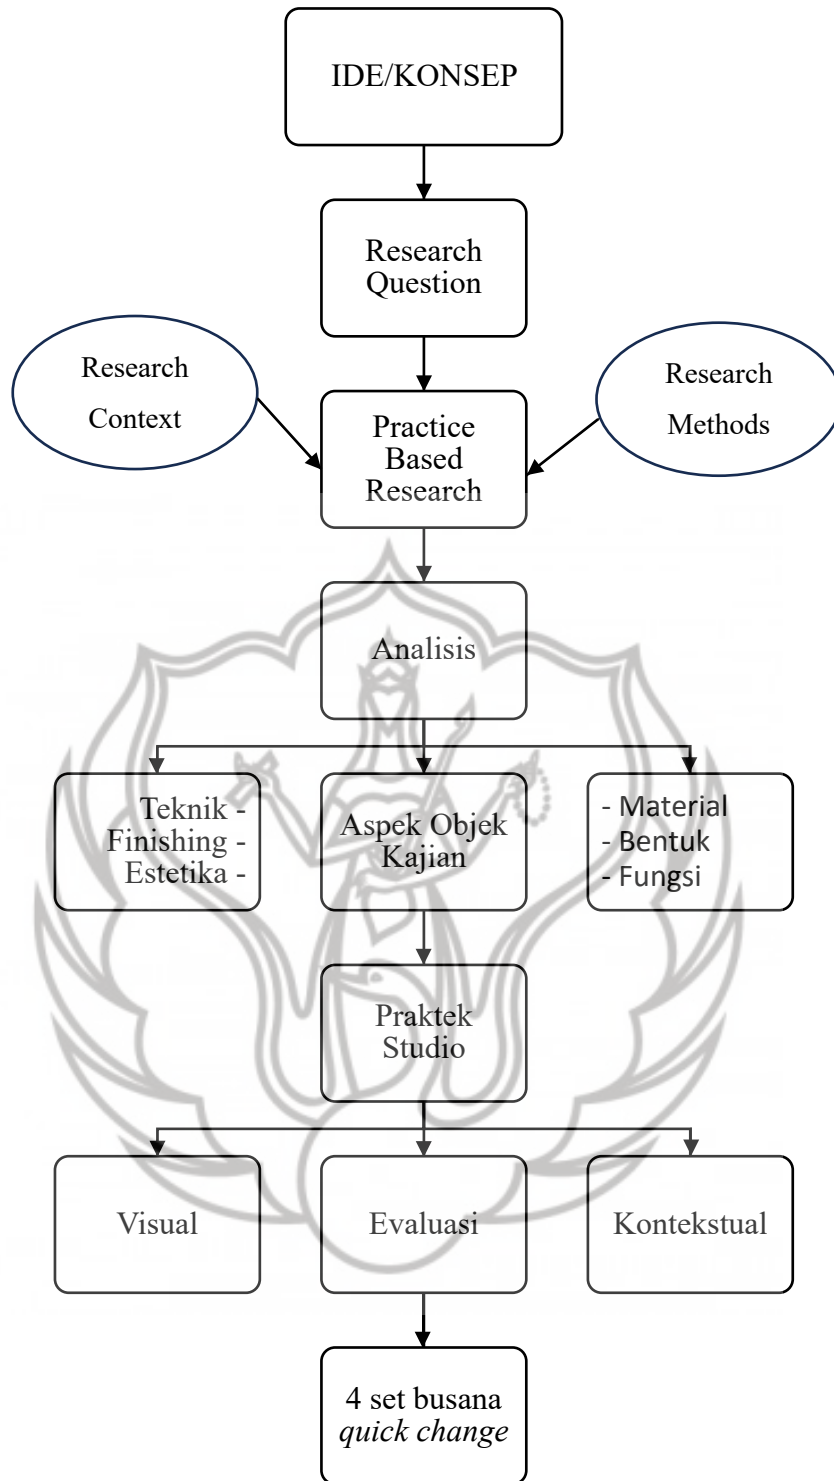 IDE/KONSEP
Research
Question
Research
Context
Research
Methods
Practice
Based
Research
Analisis
Teknik -
Finishing -
Estetika -
Aspek Objek
Kajian
- Material
- Bentuk
- Fungsi
Praktek
Studio
Visual
Evaluasi
Kontekstual
4 set busana
quick change